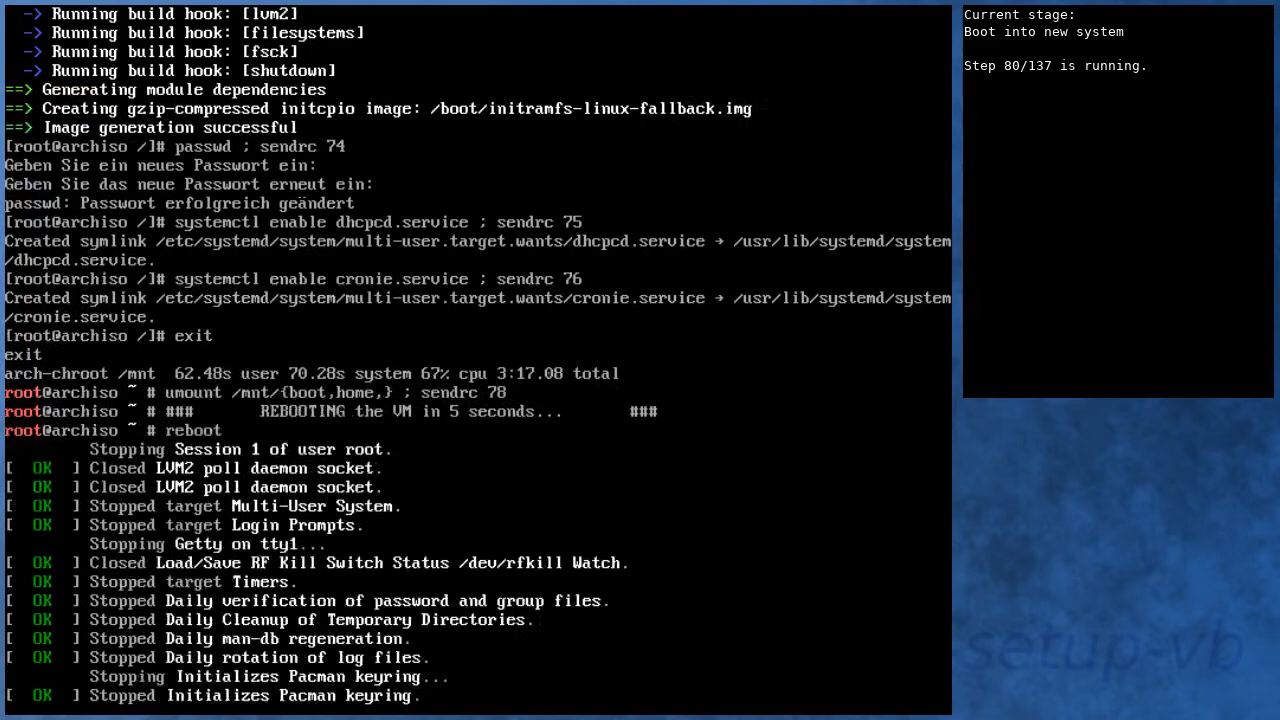 -> Running build hook: [lvm2]
-> Running build hook: [filesystems]
-> Running build hook: [fsck]
-> Running build hook: [shutdown]
==> Generating module dependencies
==> Creating gzip-compressed initcpio image: /boot/initramfs-linux-fallback.img
==> Image generation successful
[root@archiso /]# passwd ; sendrc 74
Geben Sie ein neues Passwort ein:
Geben Sie das neue Passwort erneut ein:
passwd: Passwort erfolgreich geändert
[root@archiso /]# systemctl enable dhcpcd.service ; sendrc 75
Created symlink /etc/systemd/system/multi-user.target.wants/dhcpcd.service → /usr/lib/systemd/system
/dhcpcd.service.
[root@archiso /]# systemctl enable cronie.service ; sendrc 76
Created symlink /etc/systemd/system/multi-user.target.wants/cronie.service → /usr/lib/systemd/system
/cronie.service.
[root@archiso /]# exit
exit
arch-chroot /mnt  62.48s user 70.28s system 67% cpu 3:17.08 total
root@archiso ~ # umount /mnt/{boot,home,} ; sendrc 78
root@archiso ~ # ###       REBOOTING the VM in 5 seconds...       ###
root@archiso ~ # reboot
Stopping Session 1 of user root.
[  OK  ] Closed LVM2 poll daemon socket.
[  OK  ] Closed LVM2 poll daemon socket.
[  OK  ] Stopped target Multi-User System.
[  OK  ] Stopped target Login Prompts.
Stopping Getty on tty1...
[  OK  ] Closed Load/Save RF Kill Switch Status /dev/rfkill Watch.
[  OK  ] Stopped target Timers.
[  OK  ] Stopped Daily verification of password and group files.
[  OK  ] Stopped Daily Cleanup of Temporary Directories.
[  OK  ] Stopped Daily man-db regeneration.
[  OK  ] Stopped Daily rotation of log files.
Stopping Initializes Pacman keyring...
[  OK  ] Stopped Initializes Pacman keyring.
Current stage:
Boot into new system
Step 80/137 is running.
setup-vb